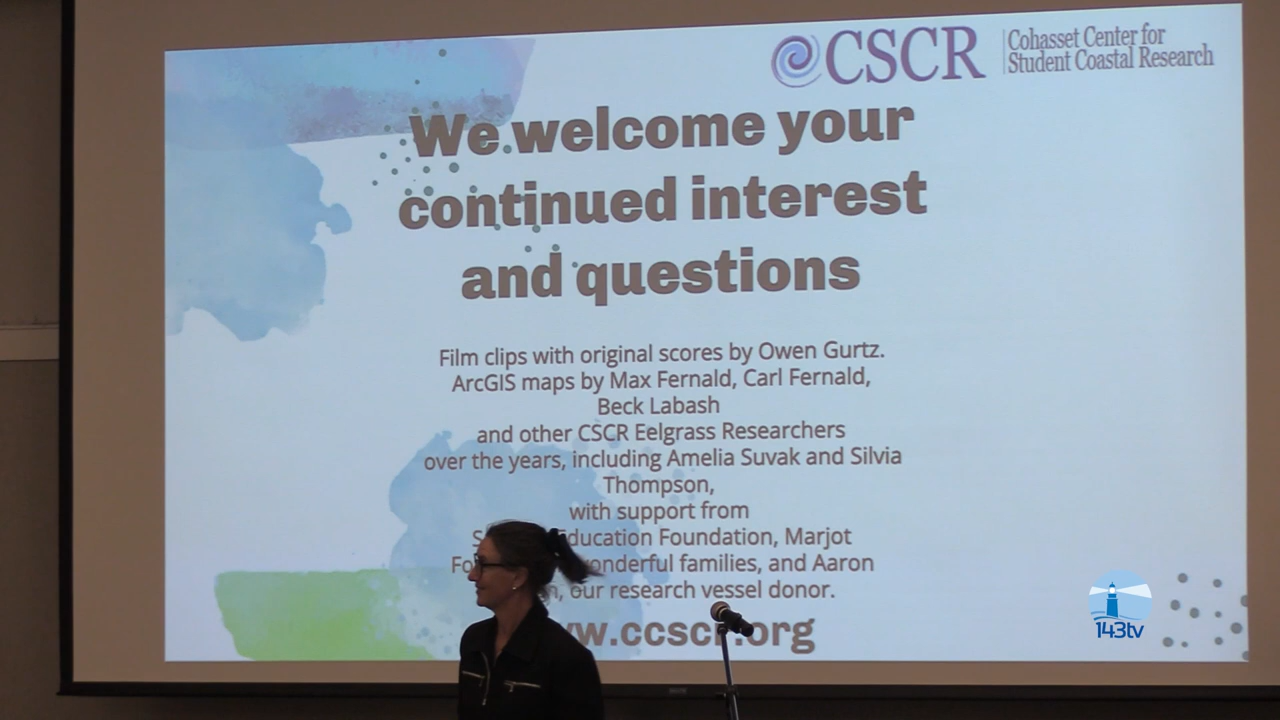 CSCR
Cohasset Center for
Student Coastal Research
We welcome your
continued interest
and questions
Film clips with original scores by Owen Gurtz.
ArcGIS maps by Max Fernald, Carl Fernald,
Beck Labash
and other CSCR Eelgrass Researchers
over the years, including Amelia Suvak and Silvia
Thompson,
with support from
Foundation, Marjot
families, and Aaron
our research vessel donor.
143tv